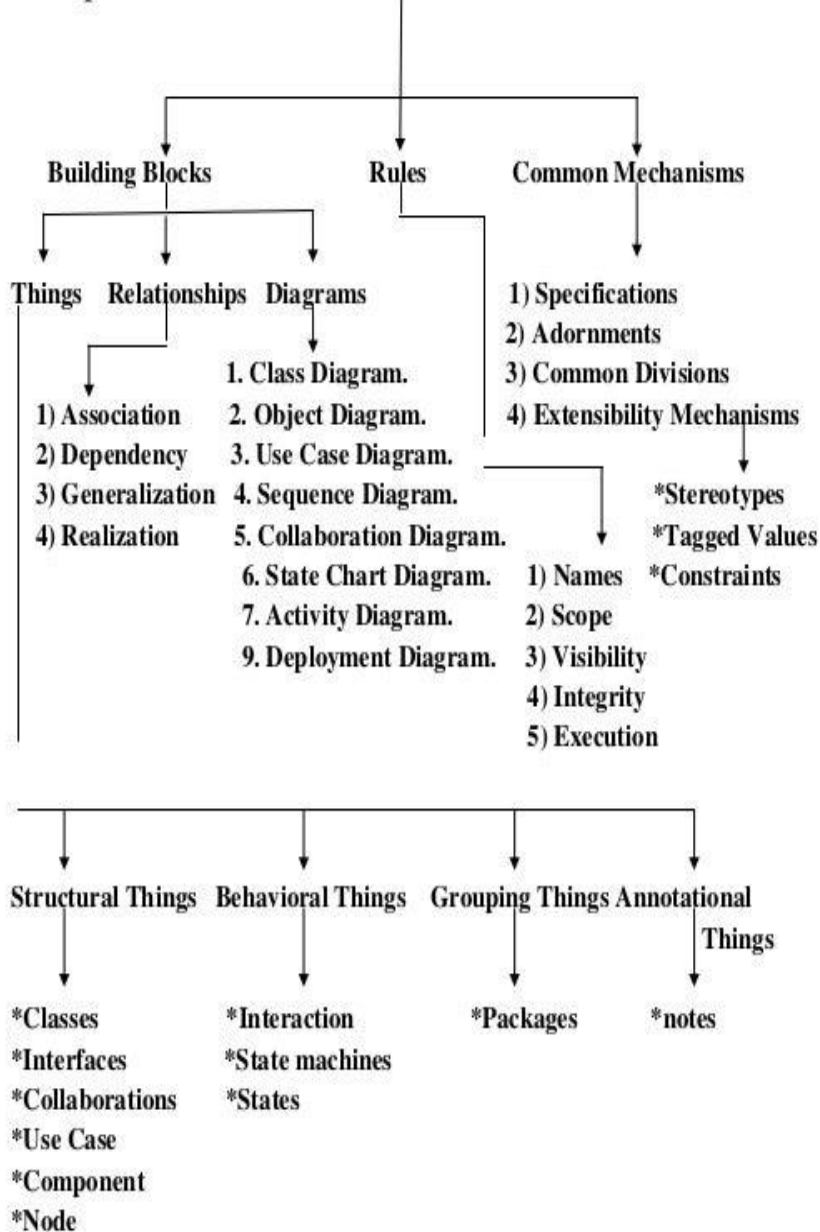 Building Blocks
Rules
Common Mechanisms
Things
Relationships
Diagrams
1) Association
2) Dependency
3) Generalization
4) Realization
1. Class Diagram.
2. Object Diagram.
3. Use Case Diagram.
4. Sequence Diagram.
5. Collaboration Diagram.
6. State Chart Diagram.
7. Activity Diagram.
9. Deployment Diagram.
1) Names
2) Scope
3) Visibility
4) Integrity
5) Execution
1) Specifications
2) Adornments
3) Common Divisions
4) Extensibility Mechanisms
*Stereotypes
*Tagged Values
*Constraints
Structural Things
*Classes
*Interfaces
*Collaborations
*Use Case
*Component
*Node
Behavioral Things
*Interaction
*State machines
*States
Grouping Things
*Packages
Annotational
Things
*notes